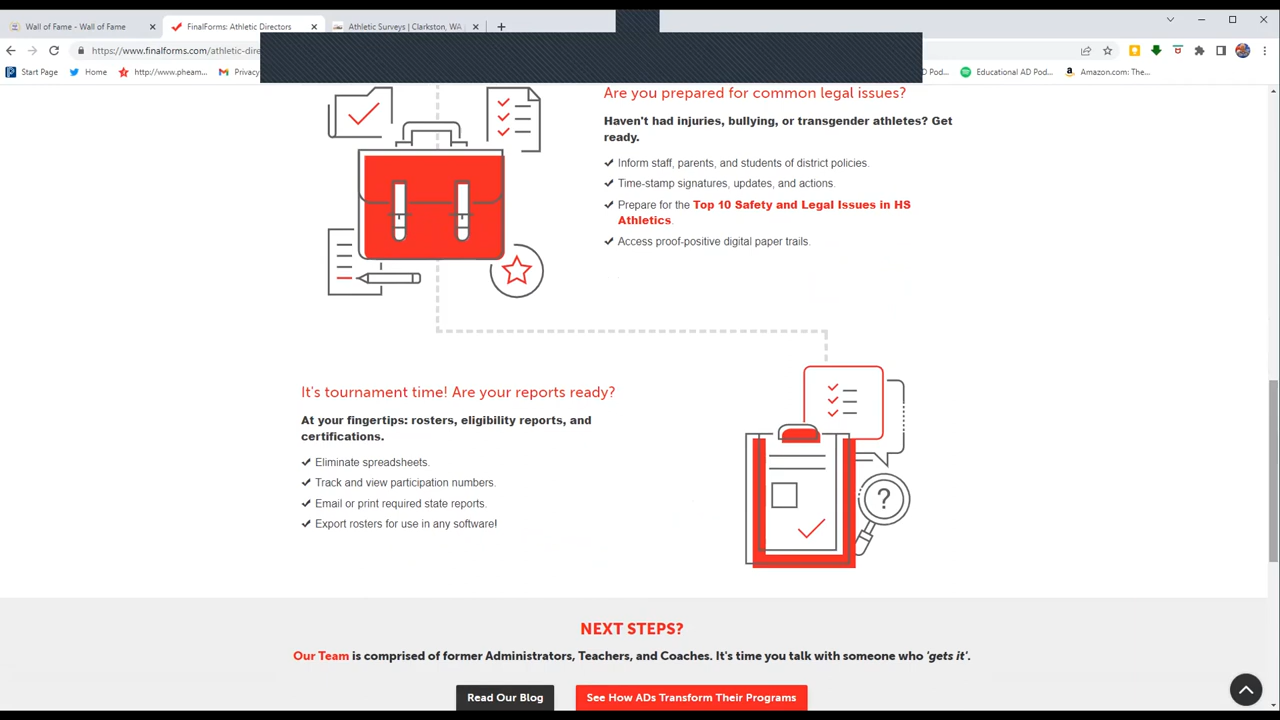 Wall of Fame - Wall of Fame
FinalForms: Athletic Directors
Athletic Surveys | Clarkston, WA
https://www.finalforms.com/athletic-dire
Start Page
Home
http://www.pheam...
Privacy
AD Pod...
Educational AD Pod...
Amazon.com: The...
Are you prepared for common legal issues?
Haven't had injuries, bullying, or transgender athletes? Get
ready.
Inform staff, parents, and students of district policies.
Time-stamp signatures, updates, and actions.
Prepare for the Top 10 Safety and Legal Issues in HS
Athletics.
Access proof-positive digital paper trails.
It's tournament time! Are your reports ready?
At your fingertips: rosters, eligibility reports, and
certifications.
Eliminate spreadsheets.
Track and view participation numbers.
Email or print required state reports.
Export rosters for use in any software!
?
NEXT STEPS?
Our Team is comprised of former Administrators, Teachers, and Coaches. It's time you talk with someone who 'gets it'.
Read Our Blog
See How ADs Transform Their Programs